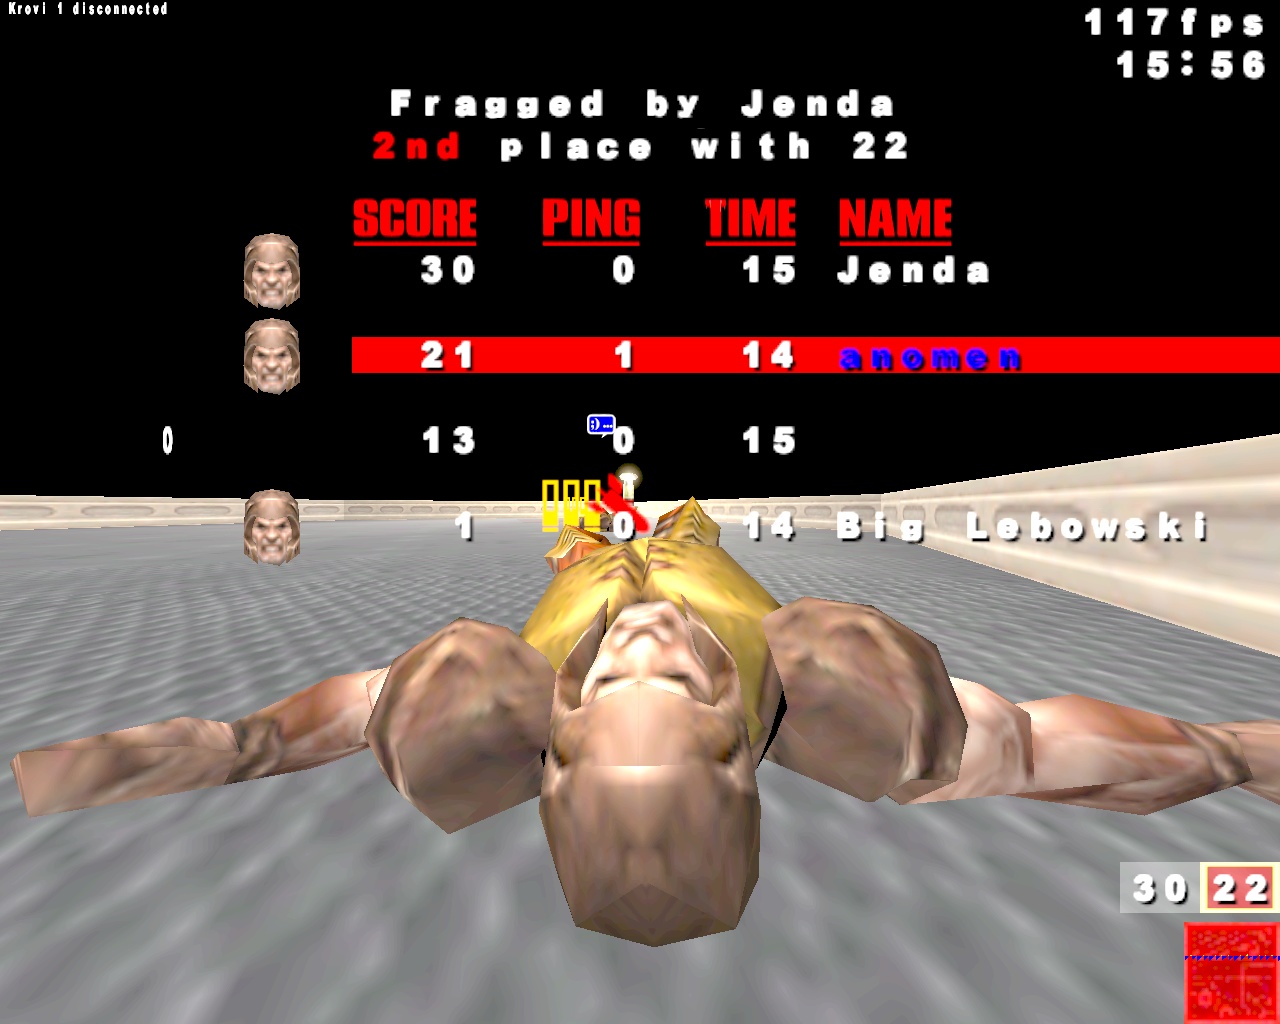 Krovi 1 disconnected
117fps
15:56
Fragged by Jenda
2nd place with 22
SCORE PING TIME NAME
30 0 15 Jenda
21 1 14 anomen
0 13 0 15
1 0 14 Big Lebowski
30 22